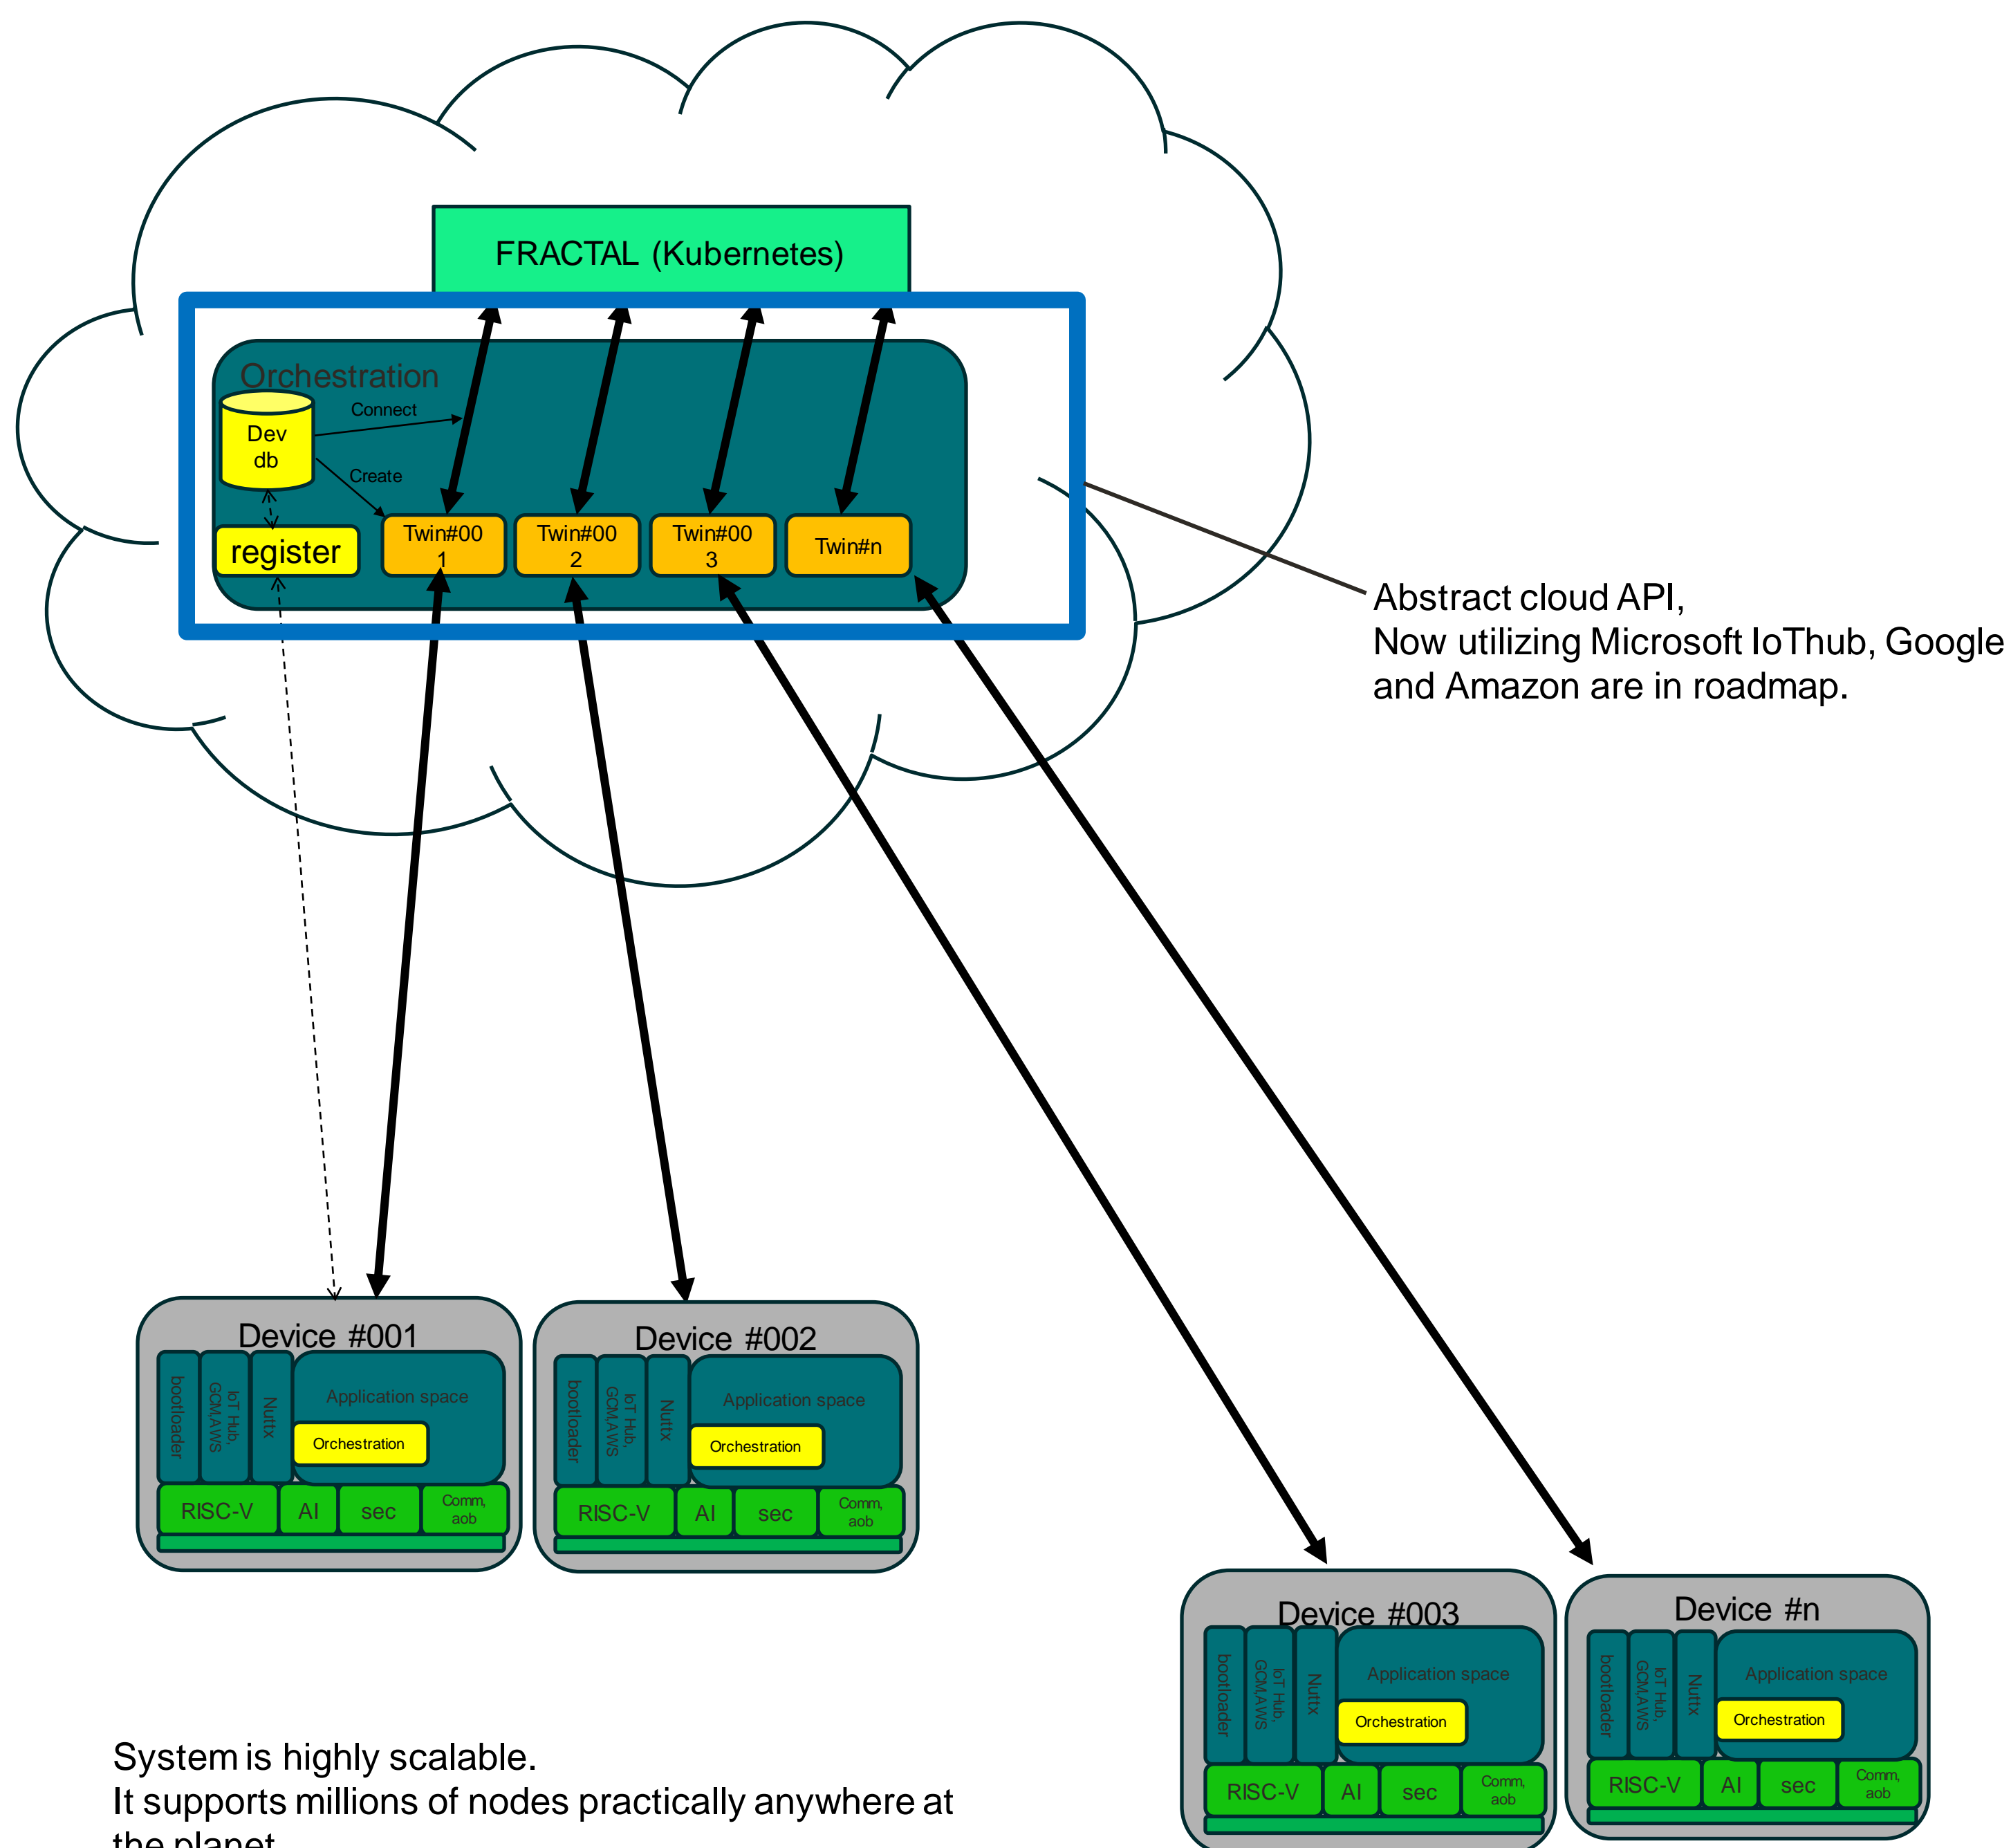 FRACTAL (Kubernetes)
Orchestration
Connect
Dev
db
Create
register
Twin#00
1
Twin#00
2
Twin#00
3
Twin#n
Abstract cloud API,
Now utilizing Microsoft IoThub, Google
and Amazon are in roadmap.
Device #001
bootloader
IoT Hub,
GCM,AWS
Nuttx
Application space
Orchestration
RISC-V
AI
sec
Comm,
aob
Device #002
bootloader
IoT Hub,
GCM,AWS
Nuttx
Application space
Orchestration
RISC-V
AI
sec
Comm,
aob
Device #003
bootloader
IoT Hub,
GCM,AWS
Nuttx
Application space
Orchestration
RISC-V
AI
sec
Comm,
aob
Device #n
bootloader
IoT Hub,
GCM,AWS
Nuttx
Application space
Orchestration
RISC-V
AI
sec
Comm,
aob
System is highly scalable.
It supports millions of nodes practically anywhere at
the planet